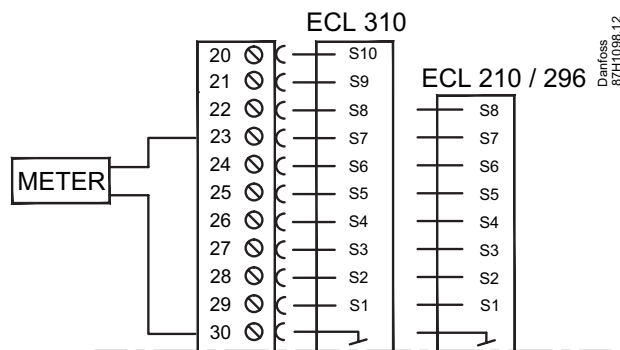 ECL 310
ECL 210 / 296
Danfoss
87H1098.12
METER
20 S10
21 S9
22 S8 S8
23 S7 S7
24 S6 S6
25 S5 S5
26 S4 S4
27 S3 S3
28 S2 S2
29 S1 S1
30